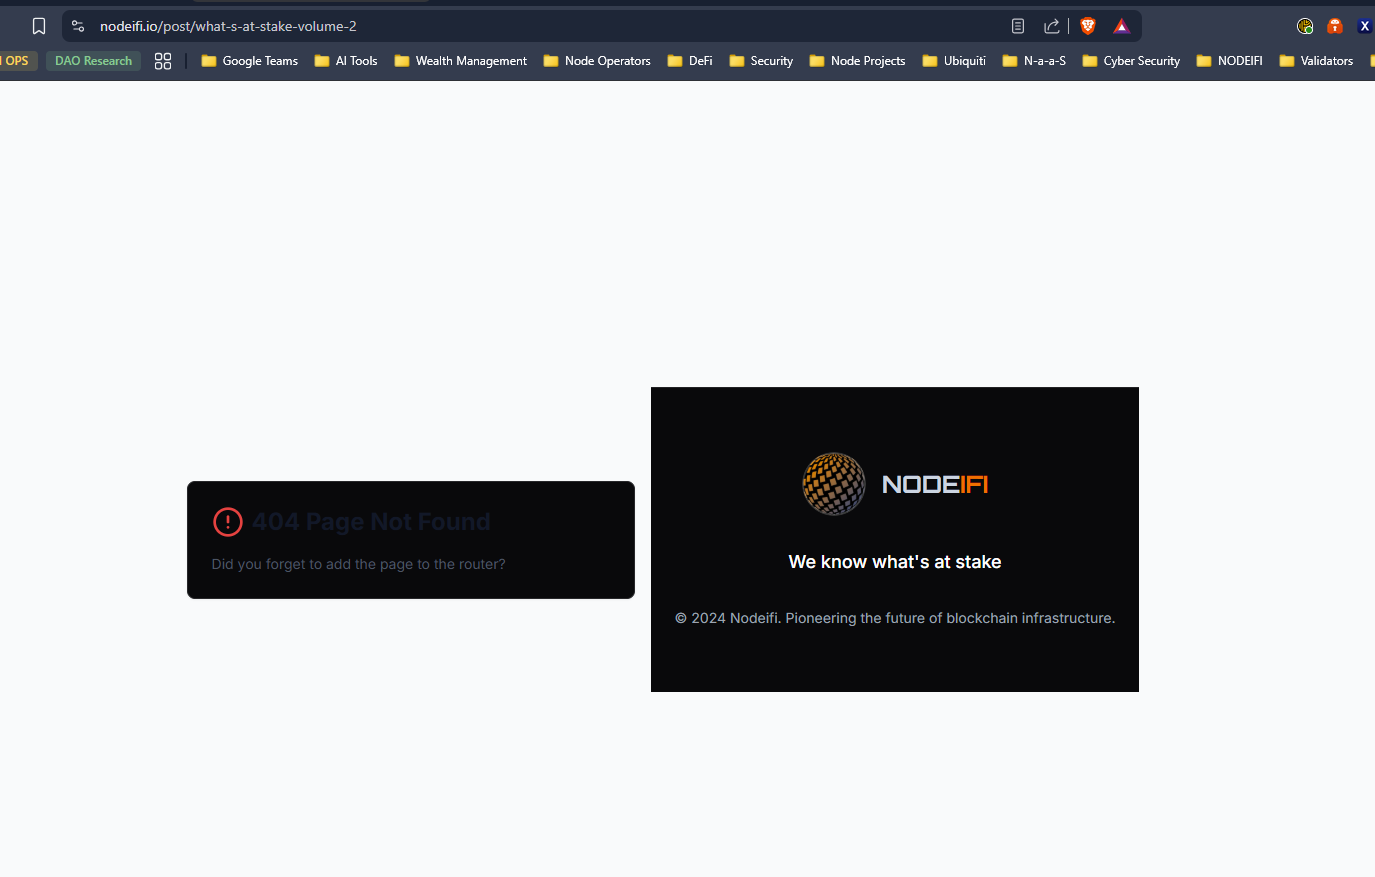 nodeifi.io/post/what-s-at-stake-volume-2
OPS DAO Research Google Teams AI Tools Wealth Management Node Operators DeFi Security Node Projects Ubiquiti N-a-a-S Cyber Security NODEIFI Validators
404 Page Not Found
Did you forget to add the page to the router?
NODEIFI
We know what's at stake
© 2024 Nodeifi. Pioneering the future of blockchain infrastructure.